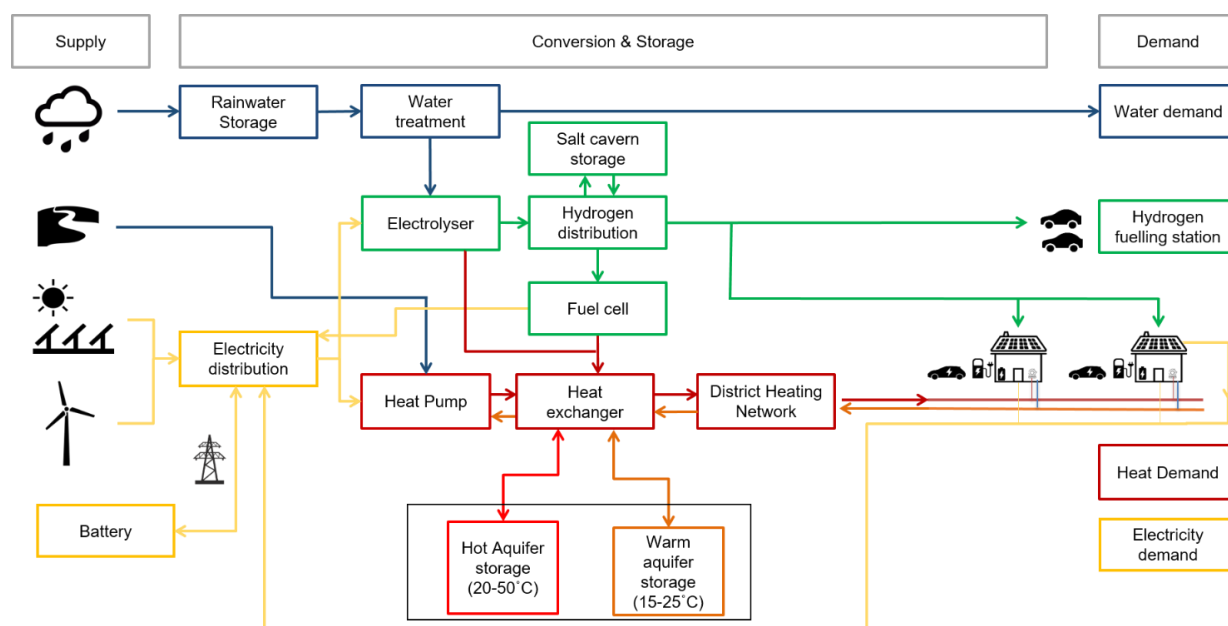 Supply
Conversion & Storage
Demand
Rainwater
Storage
Water
treatment
Water demand
Salt cavern
storage
Electrolyser
Hydrogen
distribution
Hydrogen
fuelling station
Fuel cell
Electricity
distribution
Heat Pump
Heat
exchanger
District Heating
Network
Heat Demand
Battery
Hot Aquifer
storage
(20-50˚C)
Warm
aquifer
storage
(15-25˚C)
Electricity
demand